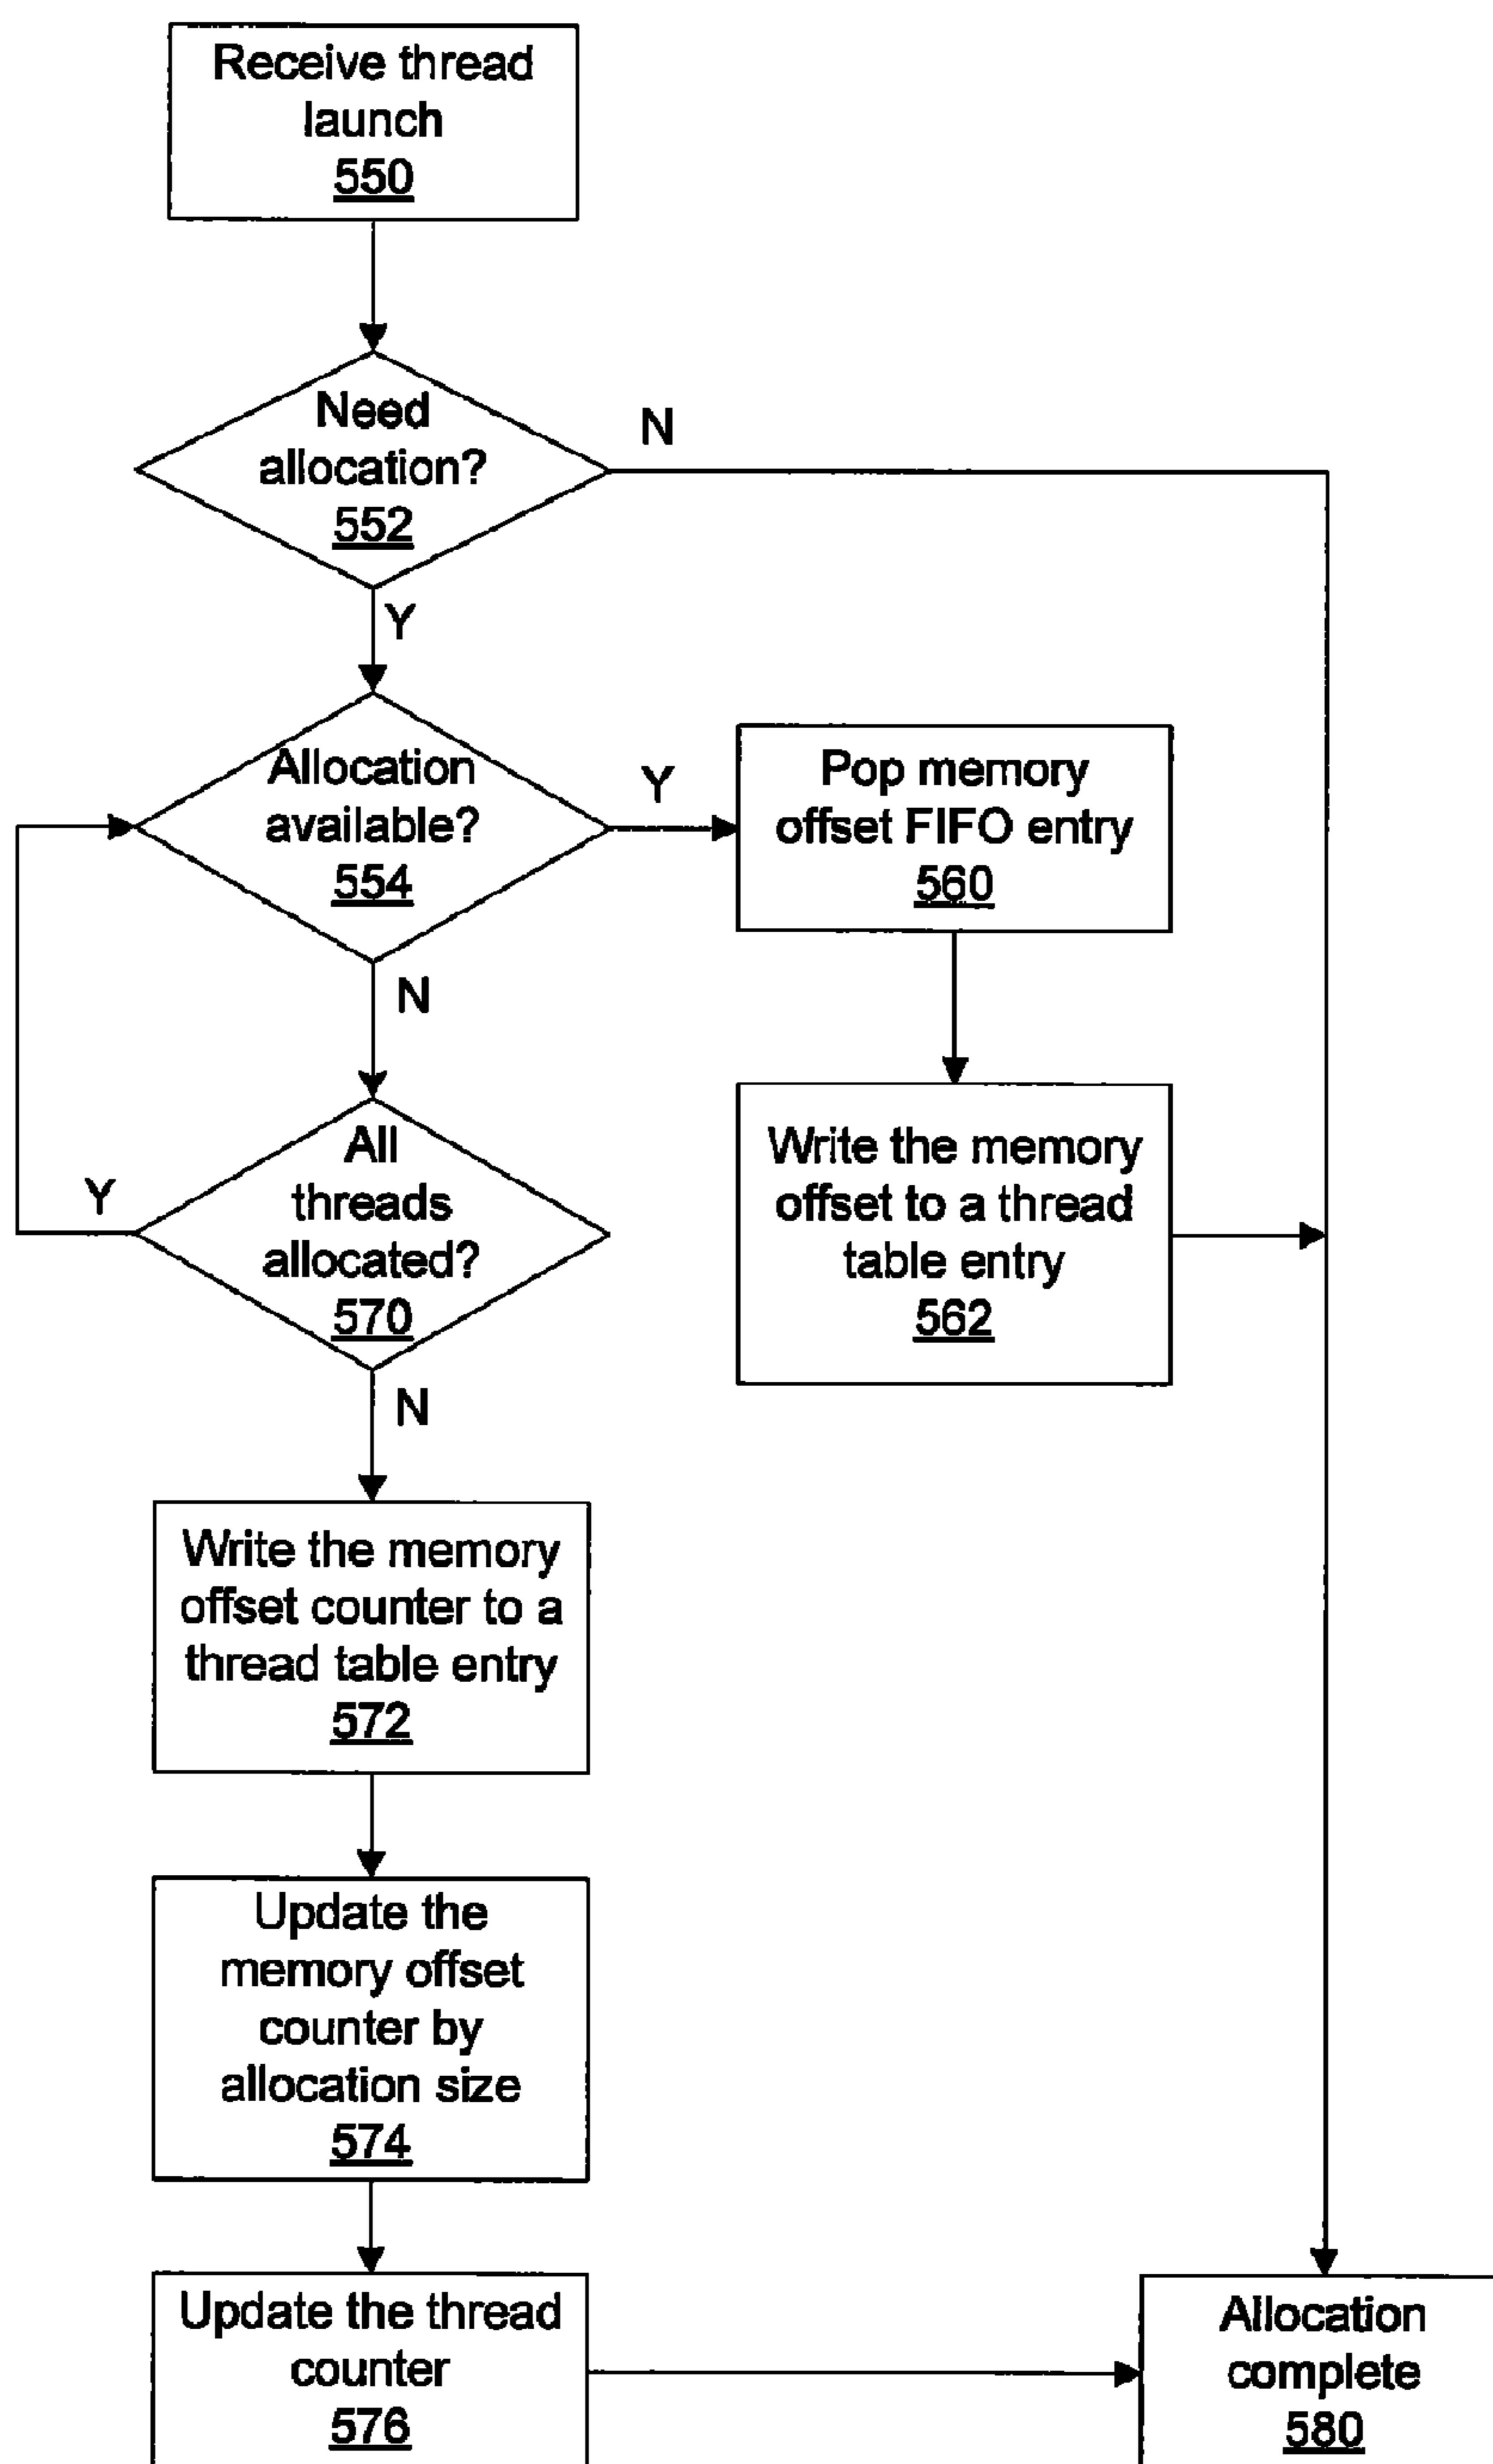 Receive thread
launch
550
Need
allocation?
552
N
Y
Allocation
available?
554
Y
Pop memory
offset FIFO entry
560
N
All
threads
allocated?
570
Y
Write the memory
offset to a thread
table entry
562
N
Write the memory
offset counter to a
thread table entry
572
Update the
memory offset
counter by
allocation size
574
Update the thread
counter
576
Allocation
complete
580